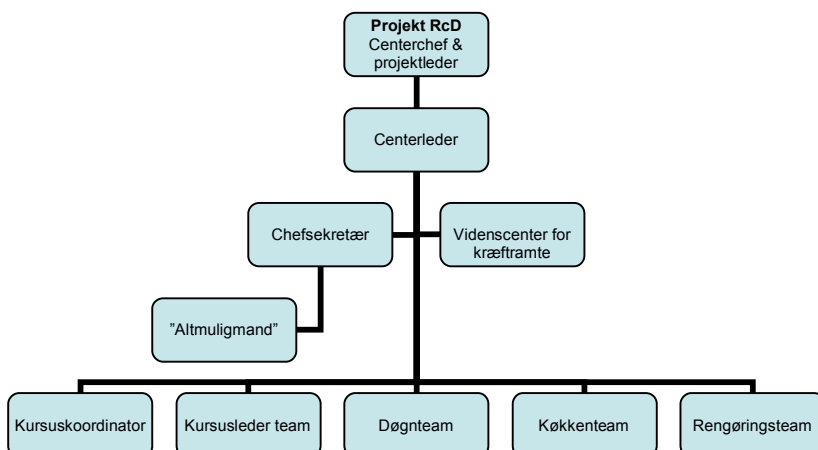 Projekt RcD
Centerchef &
projektleder
Centerleder
Chefsekretær
Videnscenter for
kræftramte
”Altmuligmand”
Kursuskoordinator
Kursusleder team
Døgnteam
Køkkenteam
Rengøringsteam